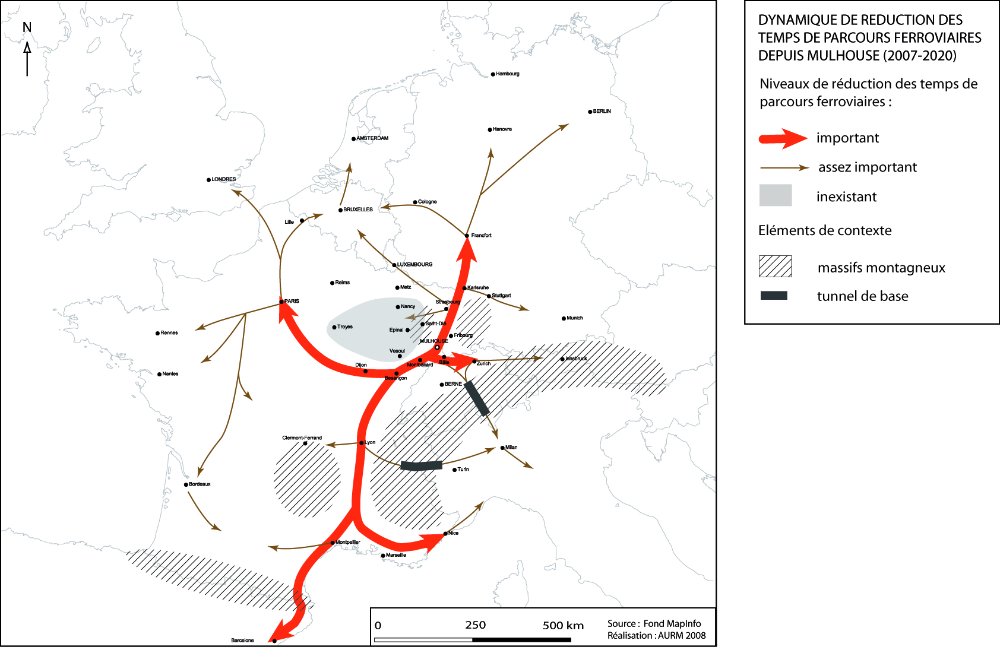 N
Hambourg
BERLIN
Hanovre
AMSTERDAM
LONDRES
Cologne
BRUXELLES
Lille
Francfort
LUXEMBOURG
Reims
Metz
Karlsruhe
Stuttgart
PARIS
Strasbourg
Nancy
Munich
Troyes
Saint-Dié
Epinal
Rennes
Fribourg
MULHOUSE
Vesoul
Innsbruck
Bâle
Zurich
Montbéliard
Dijon
Nantes
Besançon
BERNE
Clermont-Ferrand
Lyon
Milan
Turin
Bordeaux
Nice
Montpellier
Marseille
Barcelone
0 250 500 km
Source : Fond MapInfo
Réalisation : AURM 2008
DYNAMIQUE DE REDUCTION DES
TEMPS DE PARCOURS FERROVIAIRES
DEPUIS MULHOUSE (2007-2020)
Niveaux de réduction des temps de
parcours ferroviaires :
important
assez important
inexistant
Eléments de contexte
massifs montagneux
tunnel de base